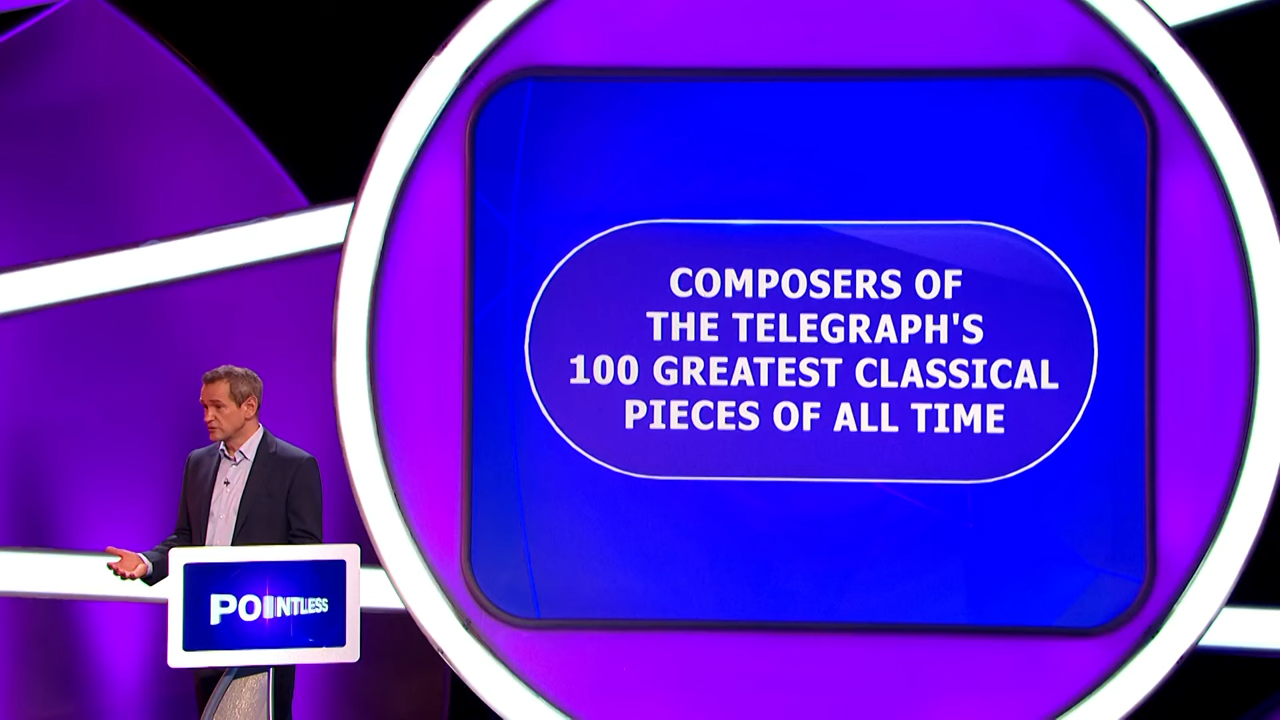 COMPOSERS OF
THE TELEGRAPH'S
100 GREATEST CLASSICAL
PIECES OF ALL TIME
POINTLESS